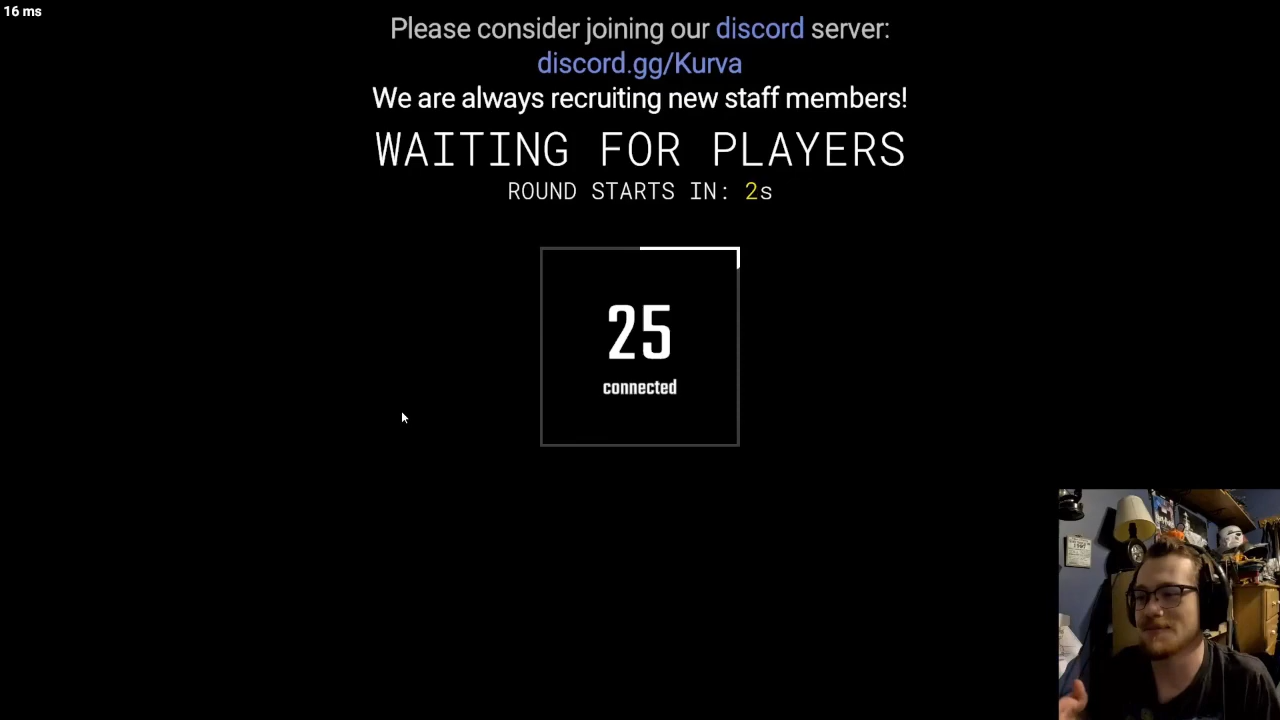 16 ms
Please consider joining our discord server:
discord.gg/Kurva
We are always recruiting new staff members!
WAITING FOR PLAYERS
ROUND STARTS IN: 2s
25
connected